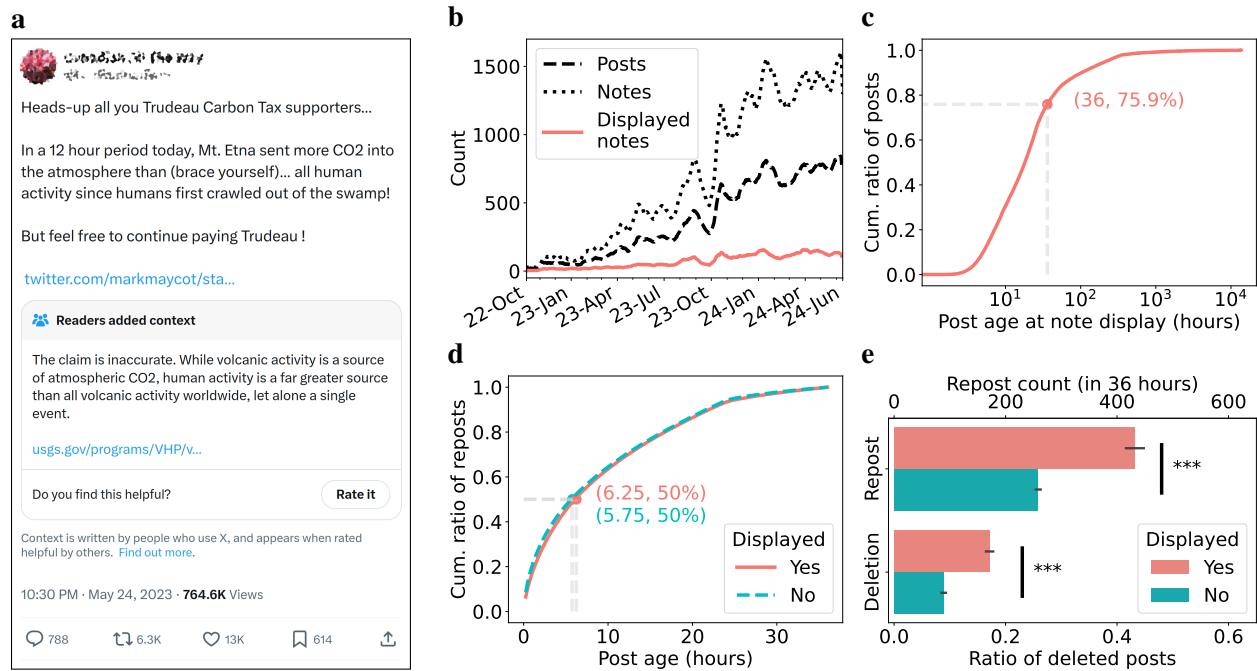 a
Heads-up all you Trudeau Carbon Tax supporters...
In a 12 hour period today, Mt. Etna sent more CO2 into
the atmosphere than (brace yourself)... all human
activity since humans first crawled out of the swamp!
But feel free to continue paying Trudeau !
twitter.com/markmaycot/sta...
Readers added context
The claim is inaccurate. While volcanic activity is a source
of atmospheric CO2, human activity is a far greater source
than all volcanic activity worldwide, let alone a single
event.
usgs.gov/programs/VHP/v...
Do you find this helpful?
Rate it
Context is written by people who use X, and appears when rated
helpful by others. Find out more.
10:30 PM · May 24, 2023 · 764.6K Views
788
6.3K
13K
614
b
Count
1500
1000
500
0
Posts
Notes
Displayed
notes
22-Oct
23-Jan
23-Apr
23-Jul
23-Oct
24-Jan
24-Apr
24-Jun
c
Cum. ratio of posts
1.0
0.8
0.6
0.4
0.2
0.0
(36, 75.9%)
10¹
10²
10³
10⁴
Post age at note display (hours)
d
Cum. ratio of reposts
1.0
0.8
0.6
0.4
0.2
0.0
(6.25, 50%)
(5.75, 50%)
Displayed
Yes
No
0
10
20
30
Post age (hours)
e
Repost count (in 36 hours)
0
200
400
600
Repost
***
Deletion
***
Displayed
Yes
No
0.0
0.2
0.4
0.6
Ratio of deleted posts